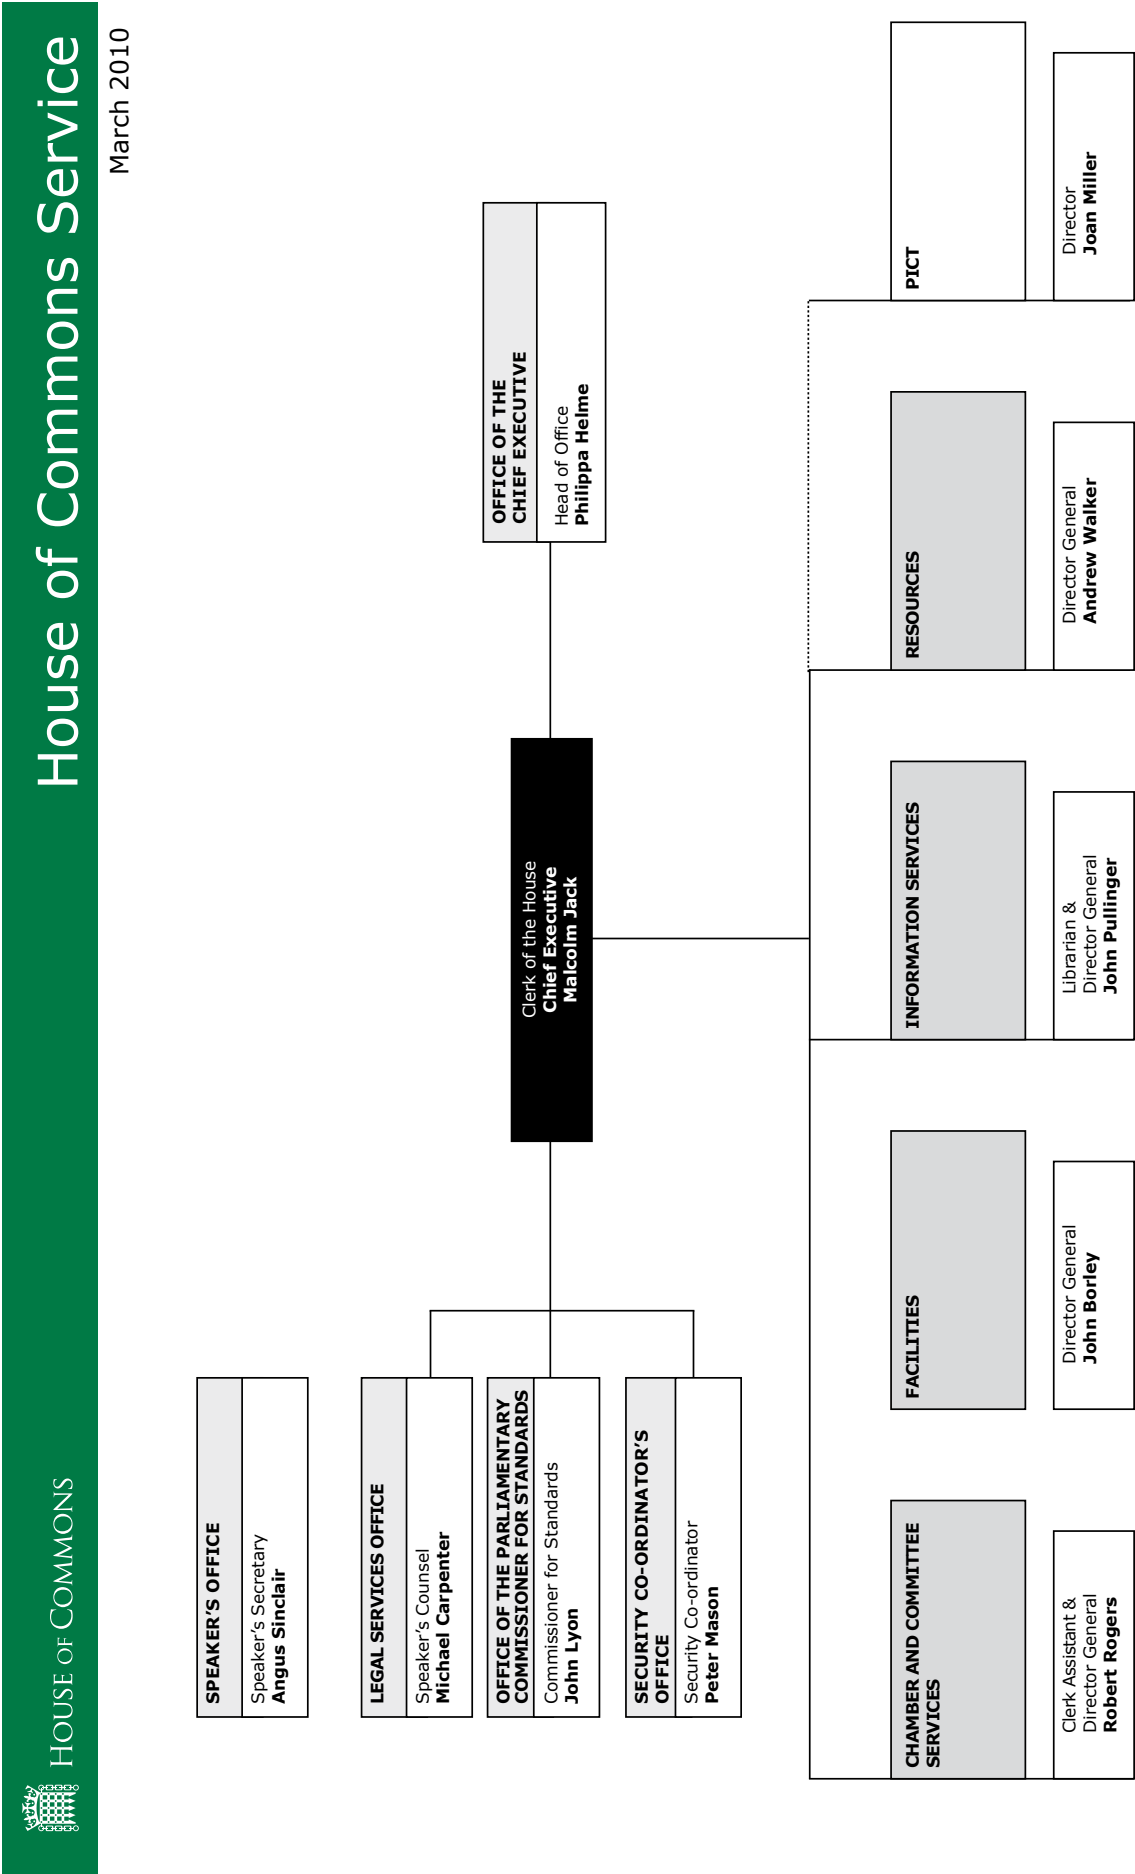 HOUSE OF COMMONS
House of Commons Service
March 2010
SPEAKER’S OFFICE
Speaker’s Secretary
Angus Sinclair
LEGAL SERVICES OFFICE
Speaker’s Counsel
Michael Carpenter
OFFICE OF THE PARLIAMENTARY
COMMISSIONER FOR STANDARDS
Commissioner for Standards
John Lyon
SECURITY CO-ORDINATOR’S
OFFICE
Security Co-ordinator
Peter Mason
Clerk of the House
Chief Executive
Malcolm Jack
OFFICE OF THE
CHIEF EXECUTIVE
Head of Office
Philippa Helme
CHAMBER AND COMMITTEE
SERVICES
Clerk Assistant &
Director General
Robert Rogers
FACILITIES
Director General
John Borley
INFORMATION SERVICES
Librarian &
Director General
John Pullinger
RESOURCES
Director General
Andrew Walker
PICT
Director
Joan Miller